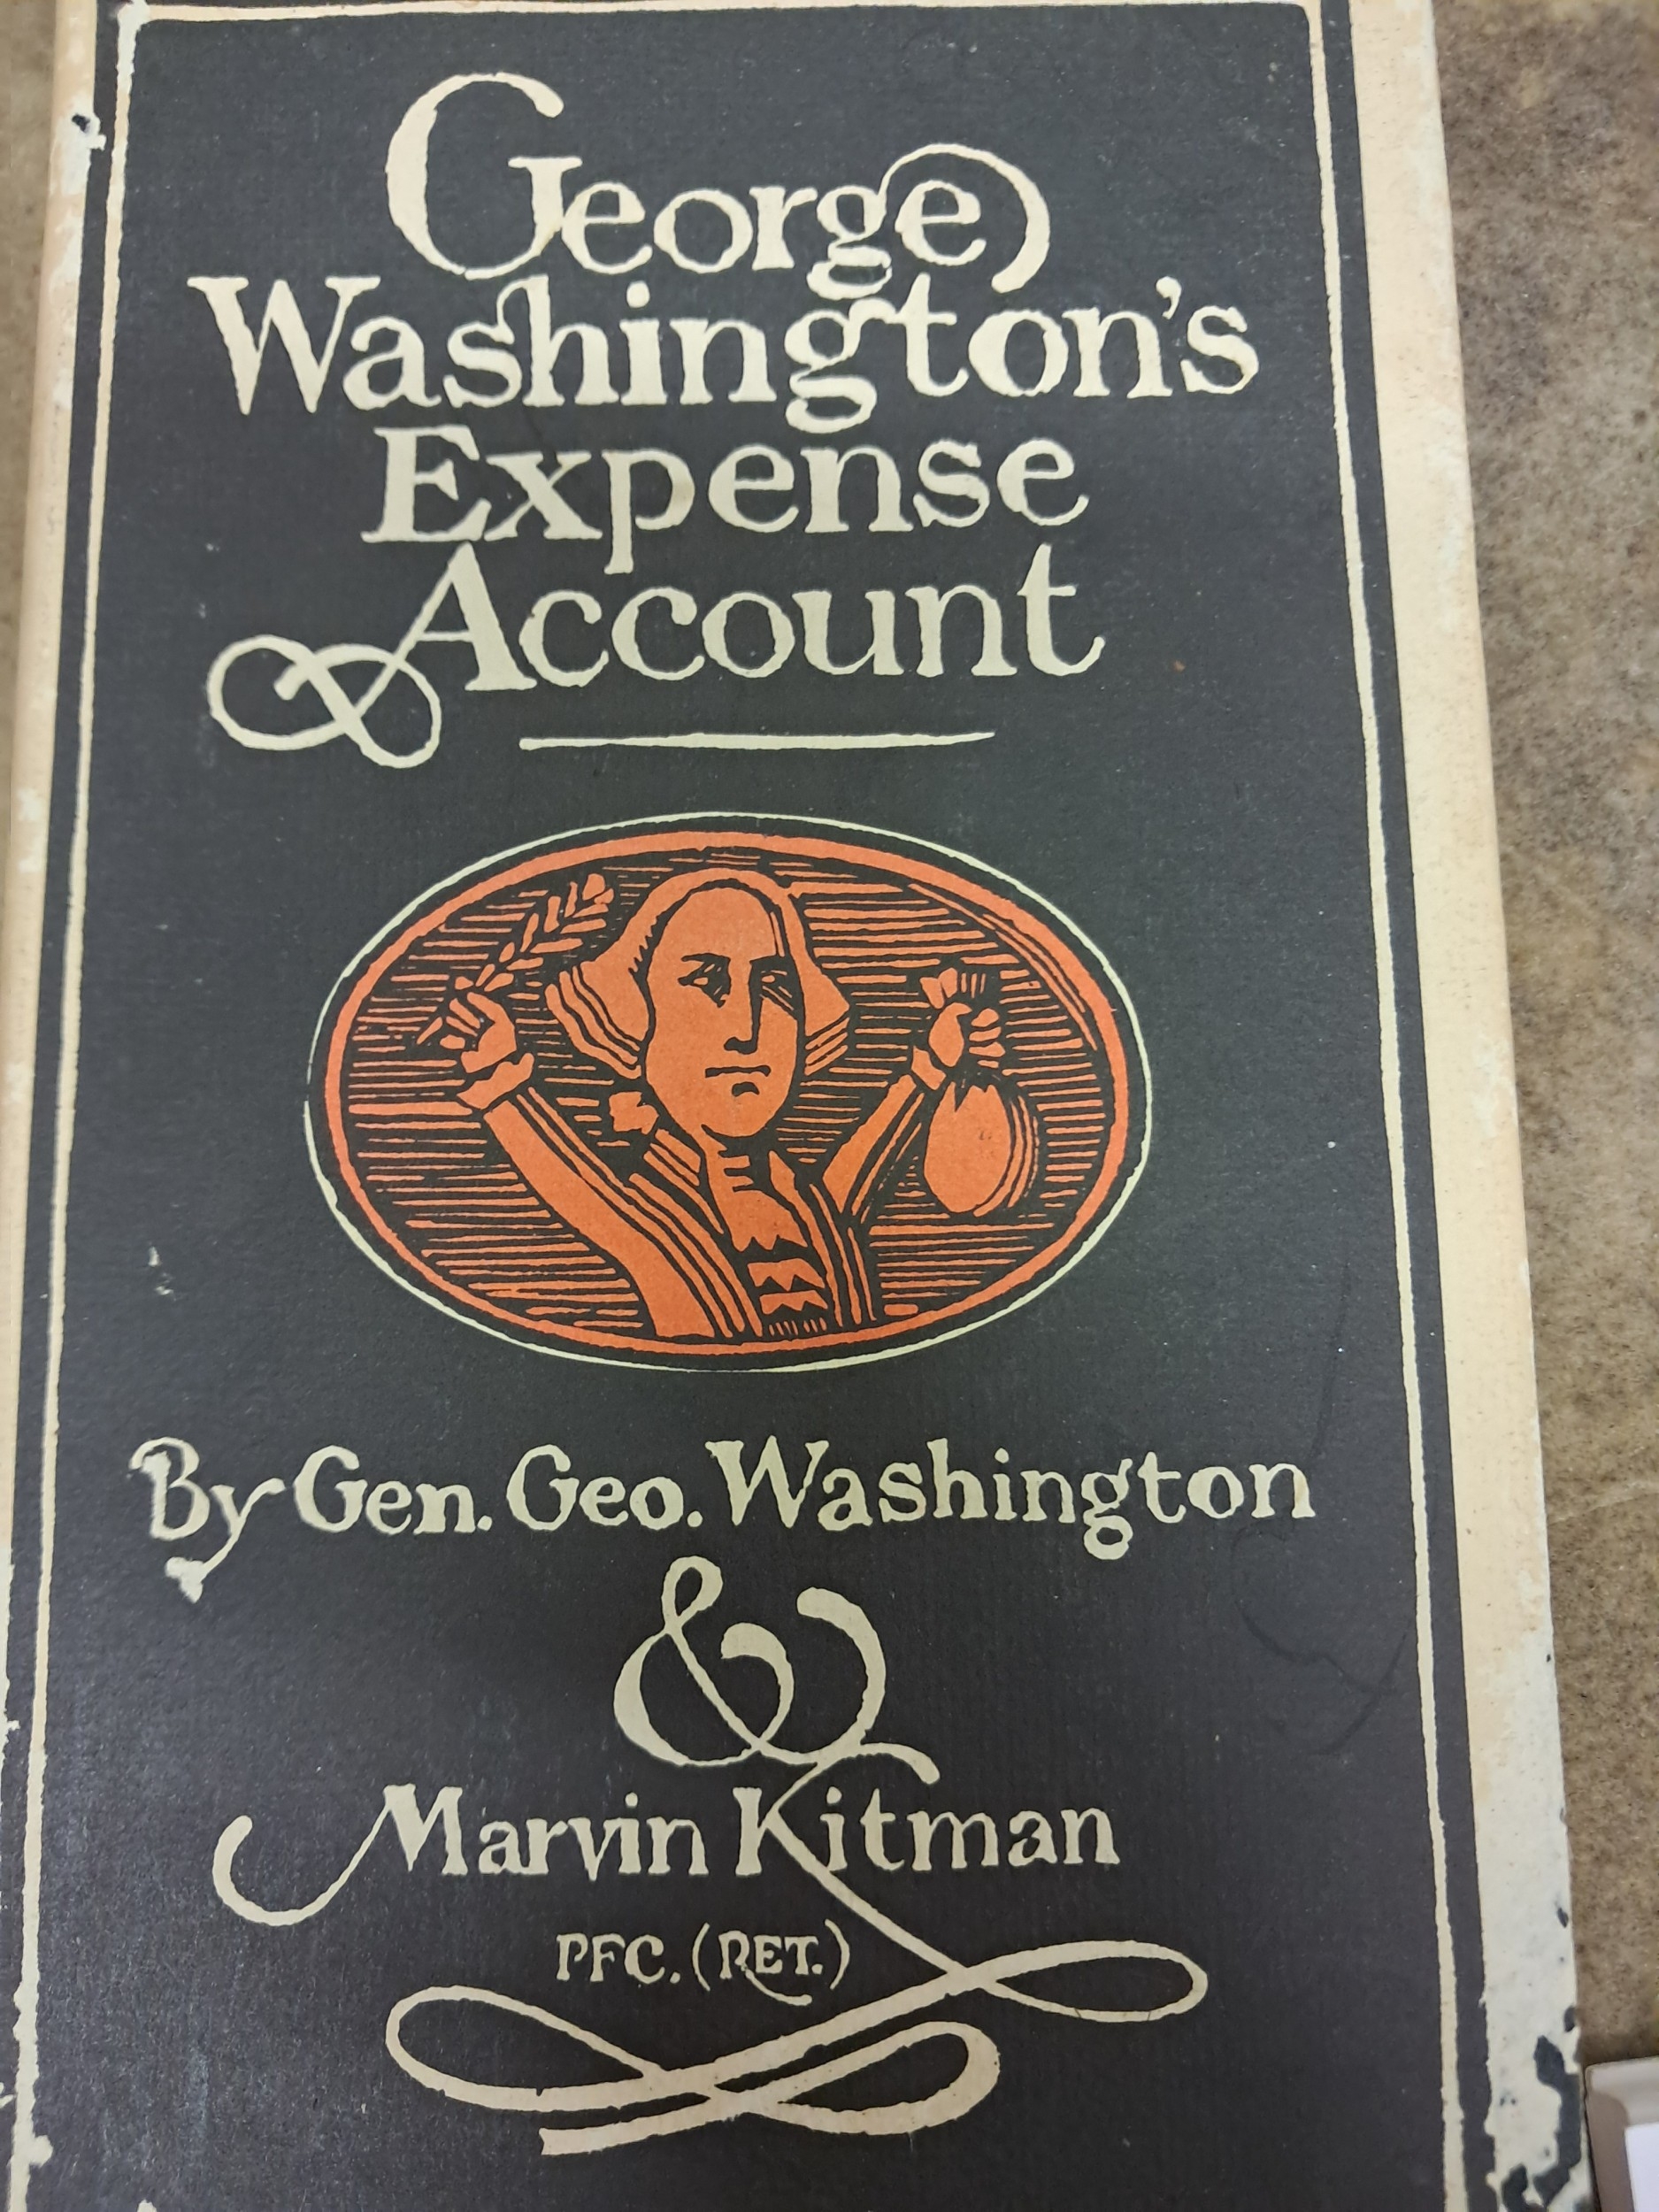 George
Washington's
Expense
Account
By Gen. Geo. Washington
&
Marvin Kitman
PFC. (RET.)